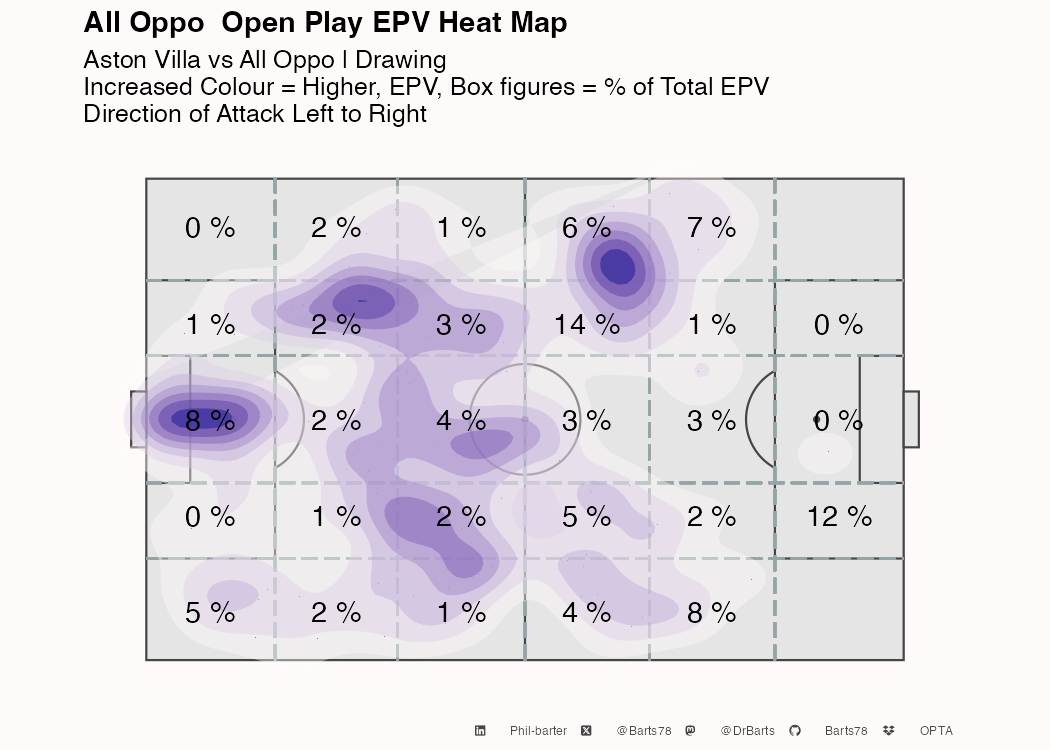 All Oppo  Open Play EPV Heat Map
Aston Villa vs All Oppo | Drawing
Increased Colour = Higher, EPV, Box figures = % of Total EPV
Direction of Attack Left to Right
0 % 2 % 1 % 6 % 7 %
1 % 2 % 3 % 14 % 1 % 0 %
8 % 2 % 4 % 3 % 3 % 0 %
0 % 1 % 2 % 5 % 2 % 12 %
5 % 2 % 1 % 4 % 8 %
Phil-barter @Barts78 @DrBarts Barts78 OPTA